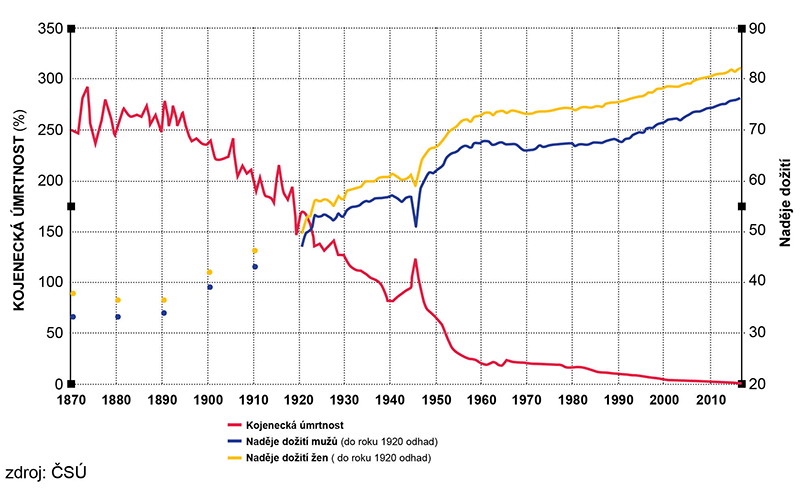 350
300
250
200
150
100
50
0
KOJENECKÁ ÚMRTNOST (%)
90
80
70
60
50
40
30
20
Naděje dožití
1870 1880 1890 1900 1910 1920 1930 1940 1950 1960 1970 1980 1990 2000 2010
Kojenecká úmrtnost
Naděje dožití mužů (do roku 1920 odhad)
Naděje dožití žen ( do roku 1920 odhad)
zdroj: ČSÚ